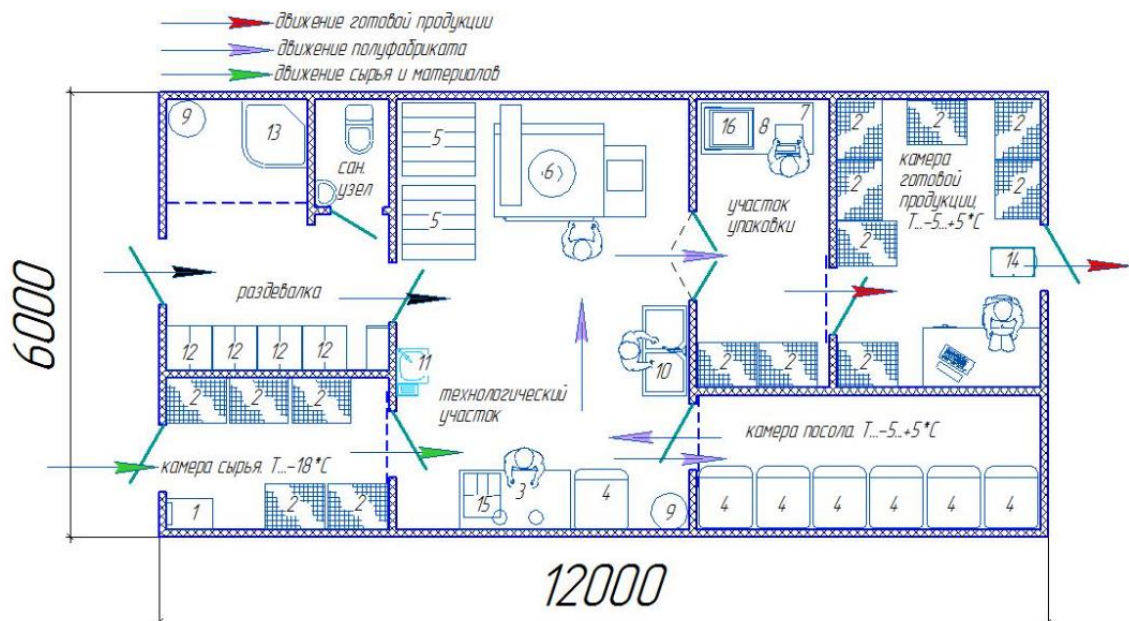 движение готовой продукции
движение полуфабриката
движение сырья и материалов
9
13
сан.
узел
5
5
6
16
8
7
2
2
2
2
2
2
камера
готовой
продукции,
Т...-5...+5*С
участок
упаковки
14
раздевалка
12
12
12
12
11
10
2
2
2
технологический
участок
2
2
2
камера посола. Т...-5...+5*С
камера сырья. Т...-18*С
1
2
2
15
3
4
9
4
4
4
4
4
4
6000
12000